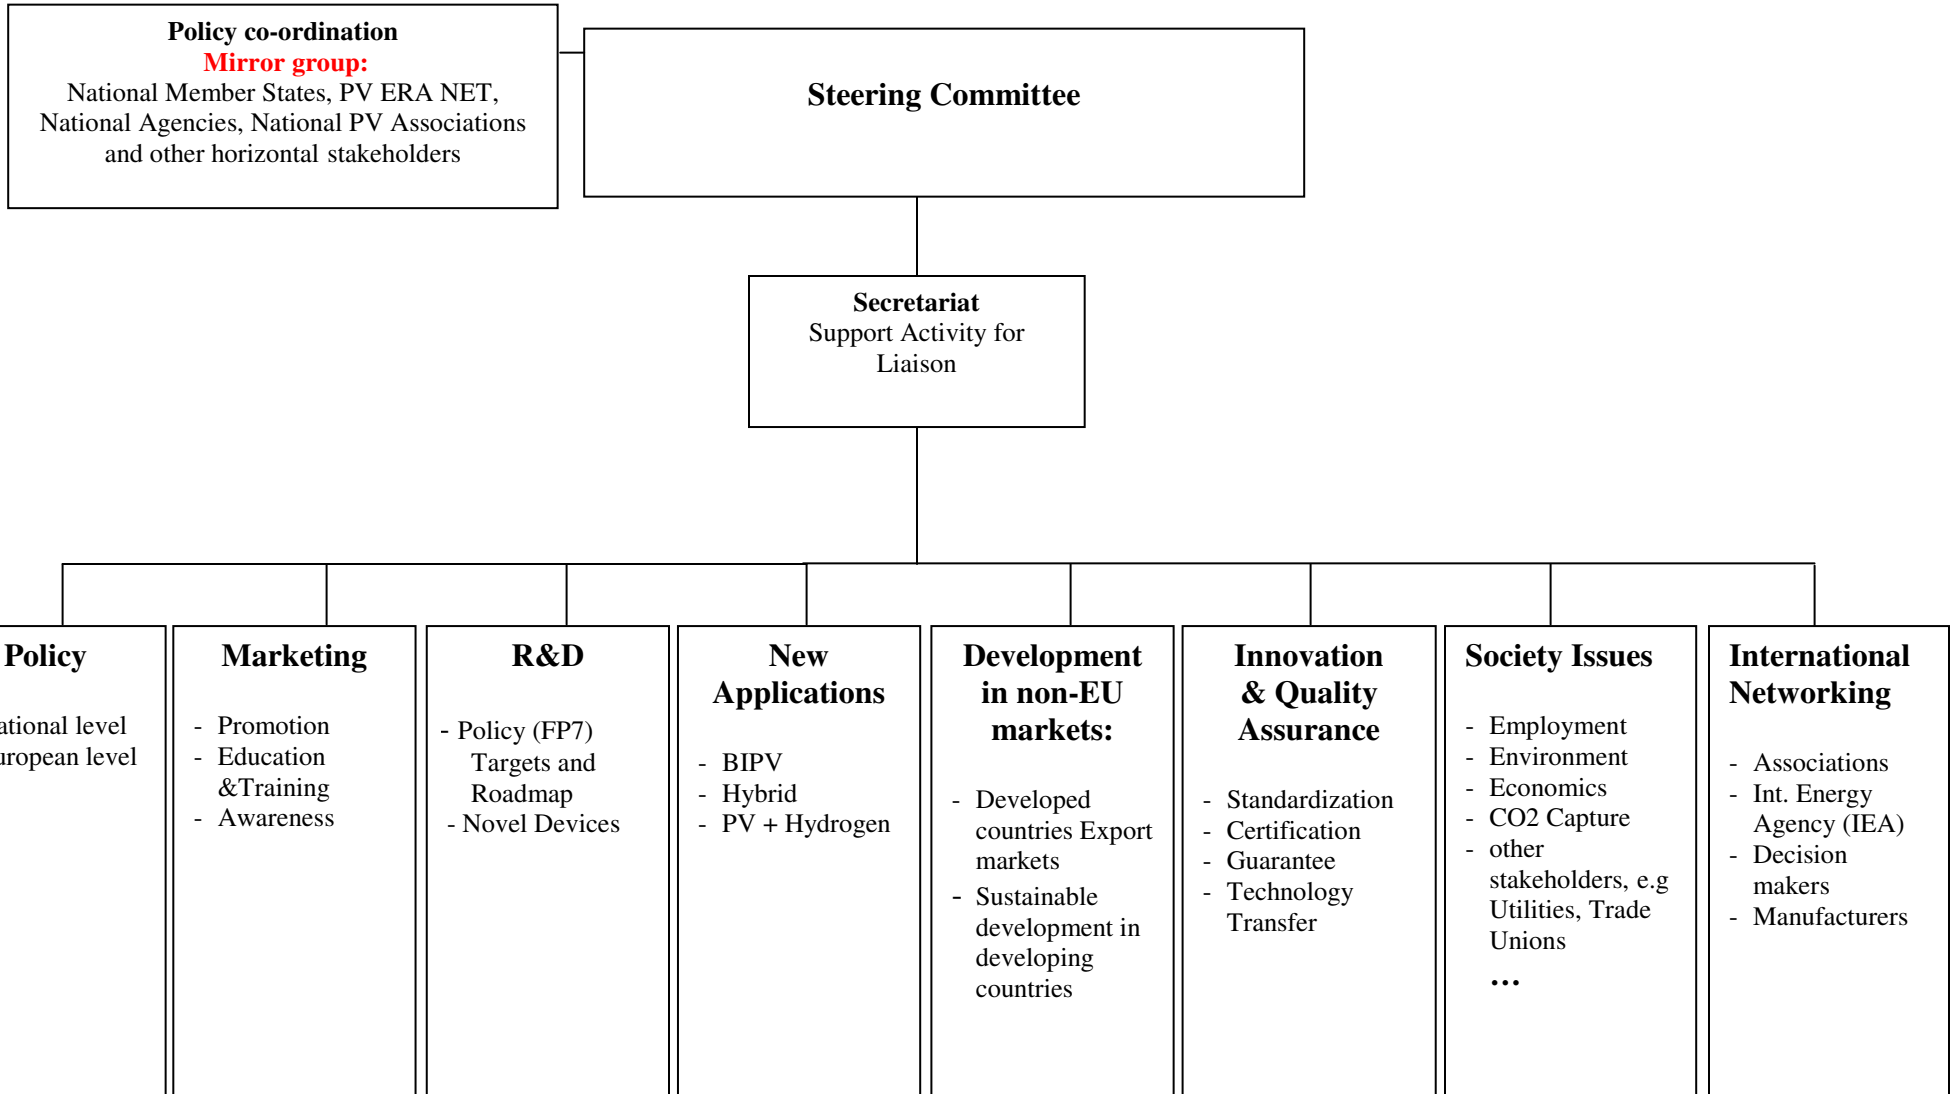 Policy co-ordination
Mirror group:
National Member States, PV ERA NET,
National Agencies, National PV Associations
and other horizontal stakeholders
Steering Committee
Secretariat
Support Activity for
Liaison
Policy
level
level
Marketing
- Promotion
- Education
&Training
- Awareness
R&D
- Policy (FP7)
Targets and
Roadmap
- Novel Devices
New
Applications
- BIPV
- Hybrid
- PV + Hydrogen
Development
in non-EU
markets:
- Developed
countries Export
markets
- Sustainable
development in
developing
countries
Innovation
& Quality
Assurance
- Standardization
- Certification
- Guarantee
- Technology
Transfer
Society Issues
- Employment
- Environment
- Economics
- CO2 Capture
- other
stakeholders, e.g
Utilities, Trade
Unions
...
International
Networking
- Associations
- Int. Energy
Agency (IEA)
- Decision
makers
- Manufacturers